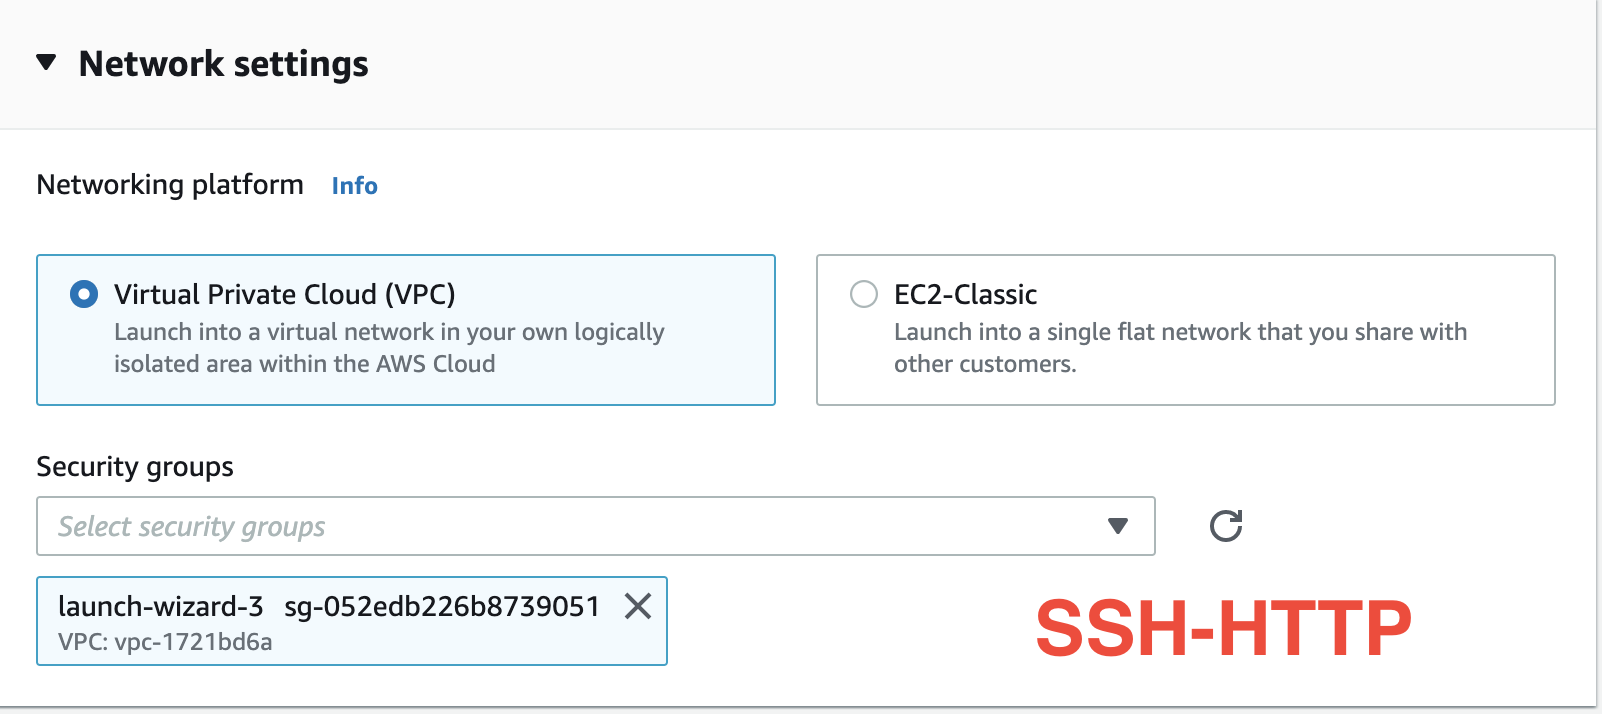 Network settings
Networking platform Info
Virtual Private Cloud (VPC)
Launch into a virtual network in your own logically
isolated area within the AWS Cloud
EC2-Classic
Launch into a single flat network that you share with
other customers.
Security groups
Select security groups
launch-wizard-3 sg-052edb226b8739051
VPC: vpc-1721bd6a
SSH-HTTP